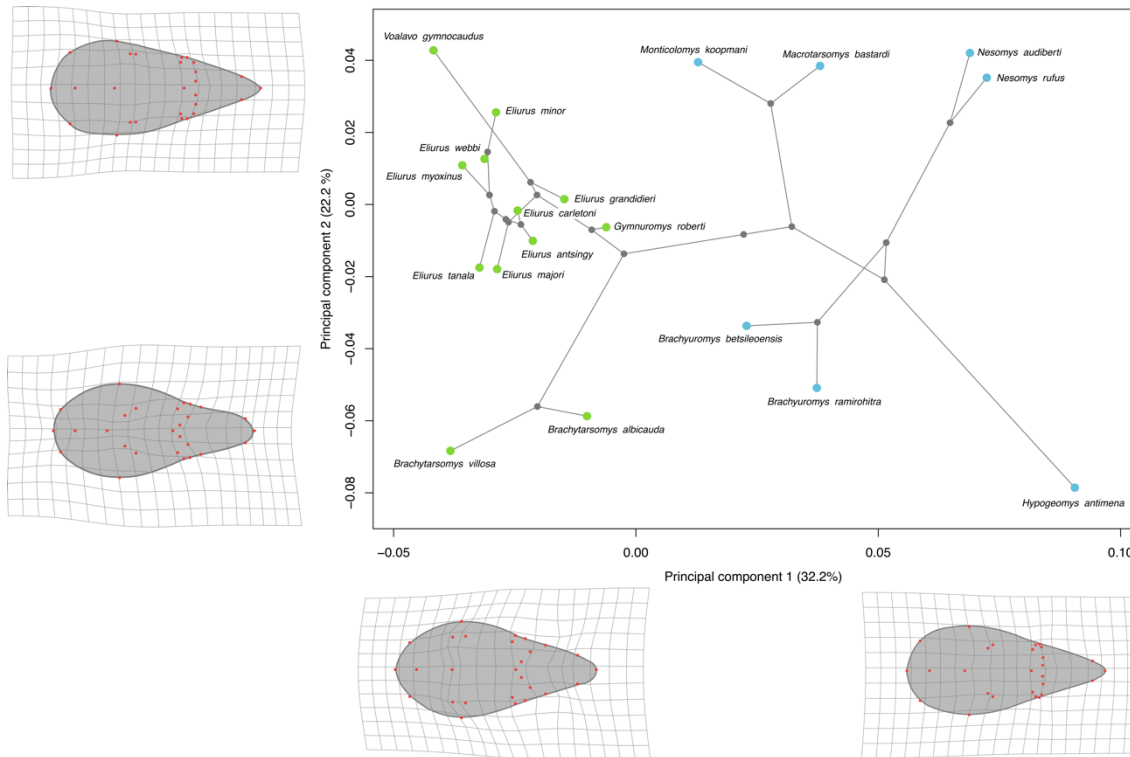 Voalavo gymnocaudus
Monticolomys koopmani
Macrotarsomys bastardi
Nesomys audiberti
Nesomys rufus
Eliurus minor
Eliurus webbi
Eliurus myoxinus
Eliurus grandidieri
Eliurus carletoni
Gymnuromys roberti
Eliurus antsingy
Eliurus tanala
Eliurus majori
Brachyuromys betsileoensis
Brachyuromys ramirohitra
Brachytarsomys albicauda
Brachytarsomys villosa
Hypogeomys antimena
Principal component 2 (22.2 %)
0.04
0.02
0.00
−0.02
−0.04
−0.06
−0.08
−0.05
0.00
0.05
0.10
Principal component 1 (32.2%)